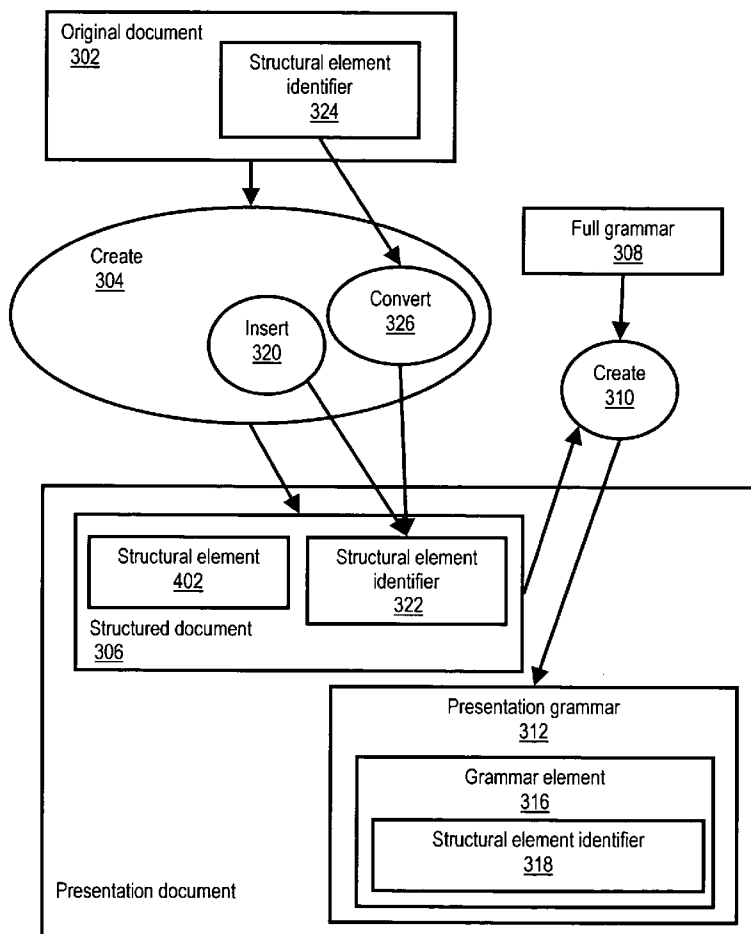 Original document
302
Structural element
identifier
324
Create
304
Convert
326
Insert
320
Full grammar
308
Create
310
Structural element
402
Structural element
identifier
322
Structured document
306
Presentation grammar
312
Grammar element
316
Structural element identifier
318
Presentation document